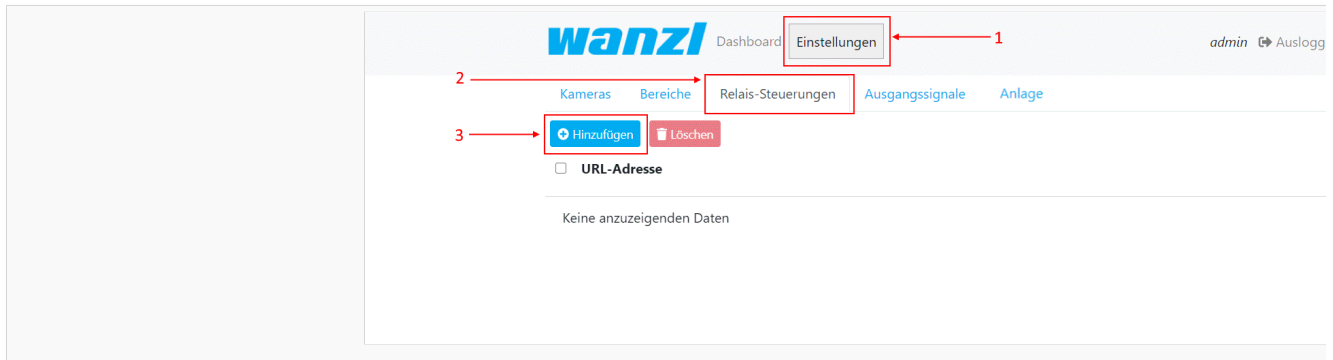 wanzl Dashboard Einstellungen 1 admin Auslogg
2
Kameras Bereiche Relais-Steuerungen Ausgangssignale Anlage
3 Hinzufügen Löschen
URL-Adresse
Keine anzuzeigenden Daten